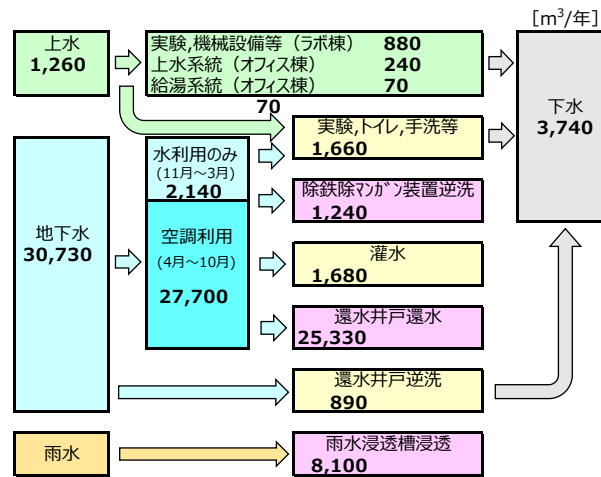 [m³/年]
上水
1,260
実験,機械設備等（ラボ棟） 880
上水系統（オフィス棟） 240
給湯系統（オフィス棟） 70
70
下水
3,740
実験,トイレ,手洗等
1,660
水利用のみ
(11月～3月)
2,140
除鉄除マンガン装置逆洗
1,240
地下水
30,730
空調利用
(4月～10月)
27,700
灌水
1,680
還水井戸還水
25,330
還水井戸逆洗
890
雨水
雨水浸透槽浸透
8,100